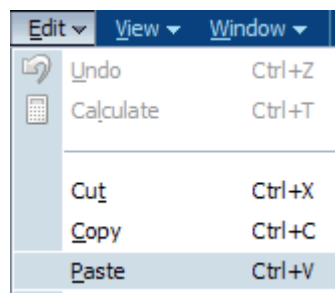 Edit View Window
Undo Ctrl+Z
Calculate Ctrl+T
Cut Ctrl+X
Copy Ctrl+C
Paste Ctrl+V